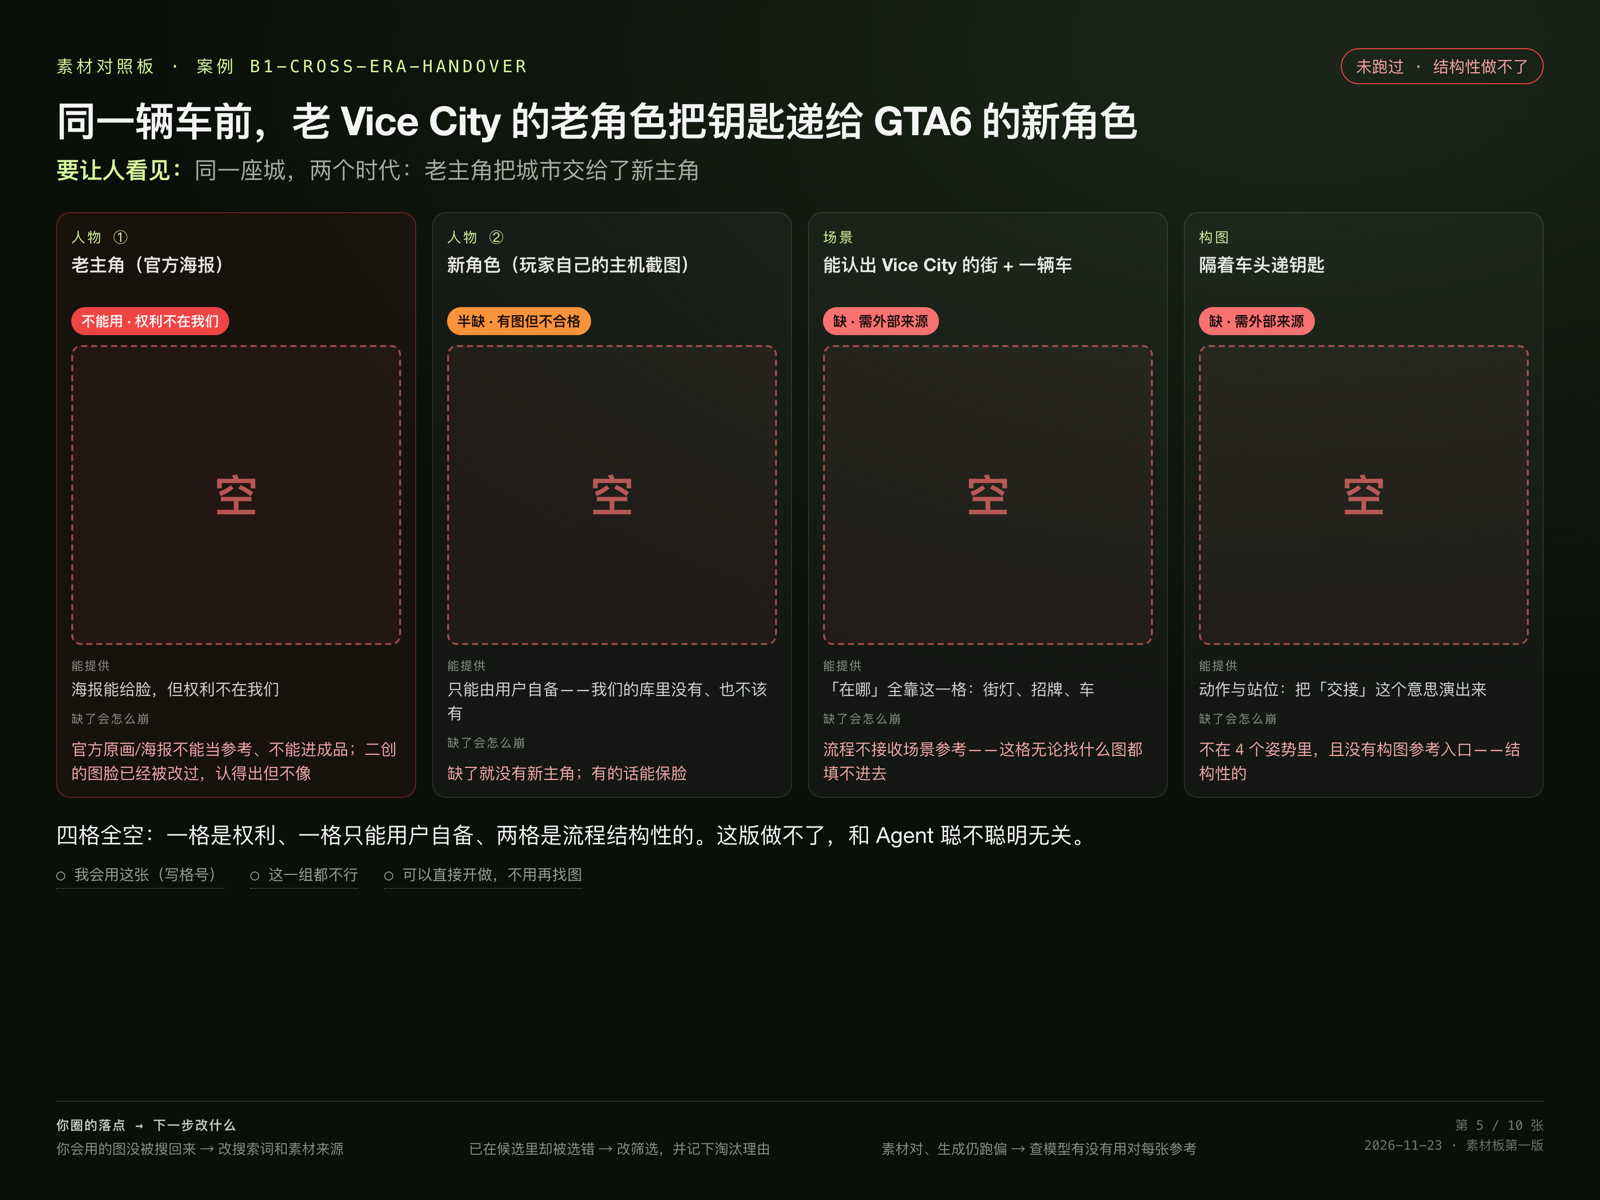 素材对照板 · 案例 B1-CROSS-ERA-HANDOVER
未跑过 · 结构性做不了
同一辆车前，老 Vice City 的老角色把钥匙递给 GTA6 的新角色
要让人看见：同一座城，两个时代：老主角把城市交给了新主角
人物 ①
老主角（官方海报）
不能用 · 权利不在我们
空
能提供
海报能给脸，但权利不在我们
缺了会怎么崩
官方原画/海报不能当参考、不能进成品；二创
的图脸已经被改过，认得出但不像
人物 ②
新角色（玩家自己的主机截图）
半缺 · 有图但不合格
空
能提供
只能由用户自备——我们的库里没有、也不该
有
缺了会怎么崩
缺了就没有新主角；有的话能保脸
场景
能认出 Vice City 的街 + 一辆车
缺 · 需外部来源
空
能提供
「在哪」全靠这一格：街灯、招牌、车
缺了会怎么崩
流程不接收场景参考——这格无论找什么图都
填不进去
构图
隔着车头递钥匙
缺 · 需外部来源
空
能提供
动作与站位：把「交接」这个意思演出来
缺了会怎么崩
不在 4 个姿势里，且没有构图参考入口——结
构性的
四格全空：一格是权利、一格只能用户自备、两格是流程结构性的。这版做不了，和 Agent 聪不聪明无关。
○ 我会用这张（写格号）
○ 这一组都不行
○ 可以直接开做，不用再找图
你圈的落点 → 下一步改什么
你会用的图没被搜回来 → 改搜索词和素材来源
已在候选里却被选错 → 改筛选，并记下淘汰理由
素材对、生成仍跑偏 → 查模型有没有用对每张参考
第 5 / 10 张
2026-11-23 · 素材板第一版